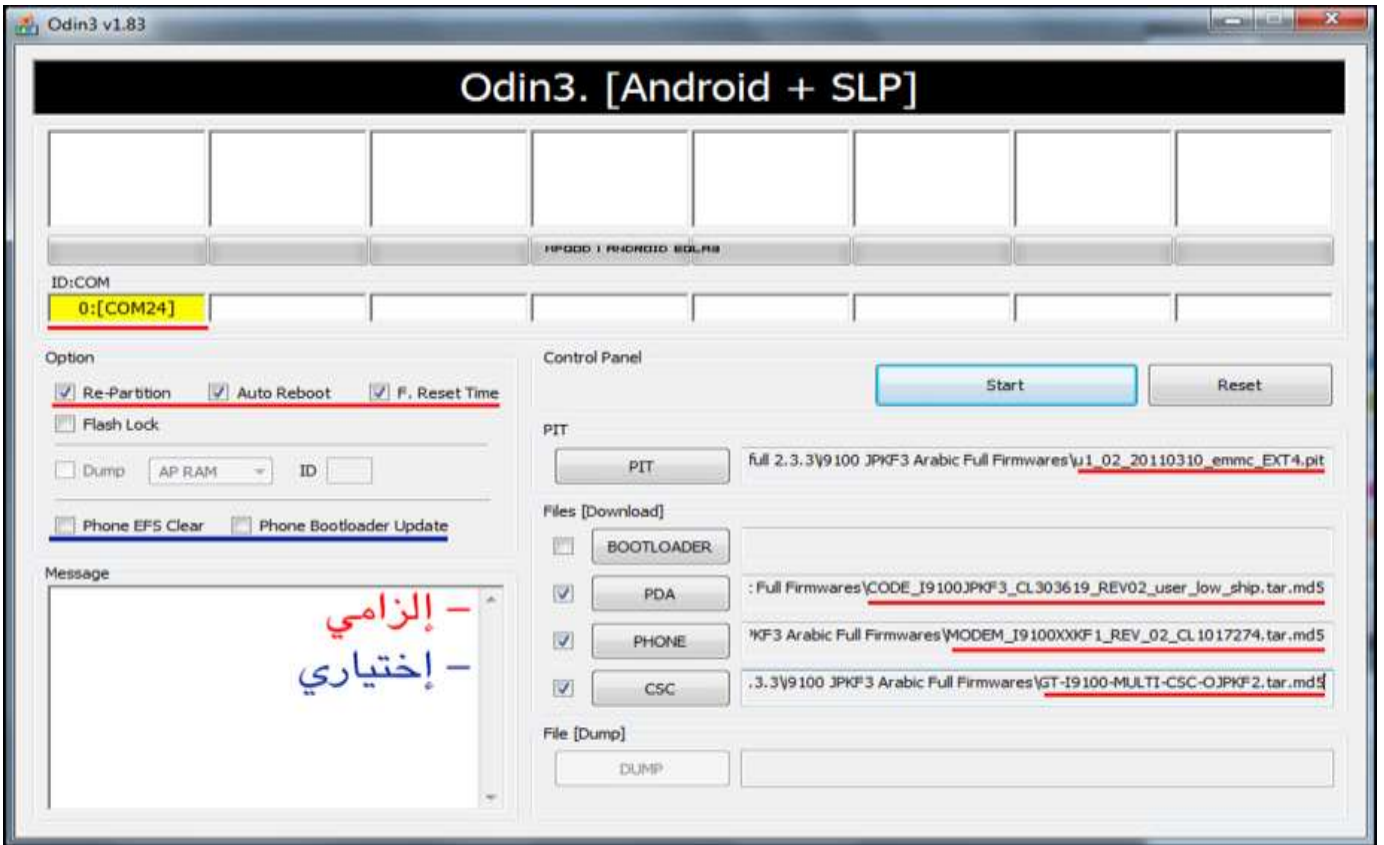 Odin3 v1.83
Odin3. [Android + SLP]
ID:COM
0:[COM24]
Option
Re-Partition Auto Reboot F. Reset Time
Flash Lock
Dump AP RAM ID
Phone EFS Clear Phone Bootloader Update
Message
– إلزامي
– إختياري
Control Panel
Start Reset
PIT
PIT full 2.3.3\I9100 JPKF3 Arabic Full Firmwares\u1_02_20110310_emmc_EXT4.pit
Files [Download]
BOOTLOADER
PDA : Full Firmwares\CODE_I9100JPKF3_CL303619_REV02_user_low_ship.tar.md5
PHONE KF3 Arabic Full Firmwares\MODEM_I9100XXKF1_REV_02_CL1017274.tar.md5
CSC .3.3\I9100 JPKF3 Arabic Full Firmwares\GT-I9100-MULTI-CSC-OJPKF2.tar.md5
File [Dump]
DUMP